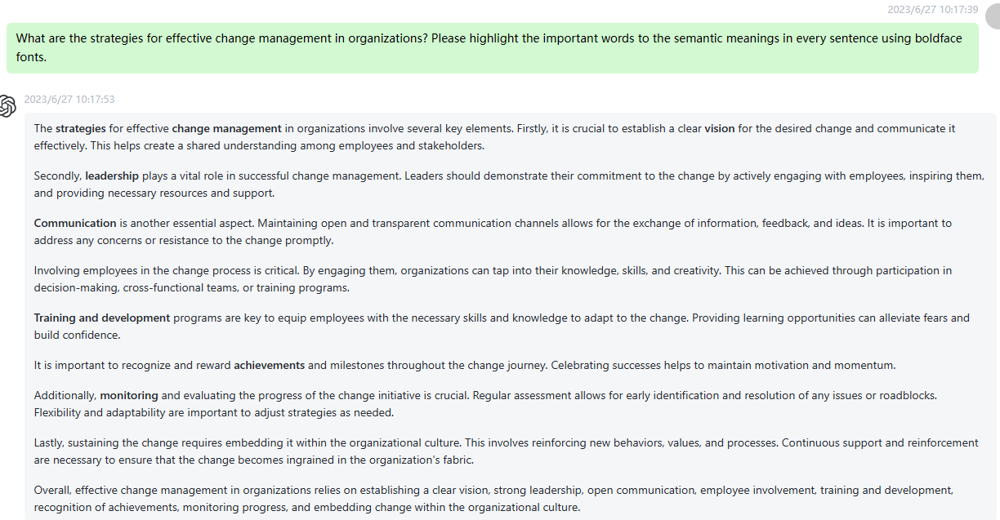 2023/6/27 10:17:39
What are the strategies for effective change management in organizations? Please highlight the important words to the semantic meanings in every sentence using boldface
fonts.
2023/6/27 10:17:53
The strategies for effective change management in organizations involve several key elements. Firstly, it is crucial to establish a clear vision for the desired change and communicate it
effectively. This helps create a shared understanding among employees and stakeholders.
Secondly, leadership plays a vital role in successful change management. Leaders should demonstrate their commitment to the change by actively engaging with employees, inspiring them,
and providing necessary resources and support.
Communication is another essential aspect. Maintaining open and transparent communication channels allows for the exchange of information, feedback, and ideas. It is important to
address any concerns or resistance to the change promptly.
Involving employees in the change process is critical. By engaging them, organizations can tap into their knowledge, skills, and creativity. This can be achieved through participation in
decision-making, cross-functional teams, or training programs.
Training and development programs are key to equip employees with the necessary skills and knowledge to adapt to the change. Providing learning opportunities can alleviate fears and
build confidence.
It is important to recognize and reward achievements and milestones throughout the change journey. Celebrating successes helps to maintain motivation and momentum.
Additionally, monitoring and evaluating the progress of the change initiative is crucial. Regular assessment allows for early identification and resolution of any issues or roadblocks.
Flexibility and adaptability are important to adjust strategies as needed.
Lastly, sustaining the change requires embedding it within the organizational culture. This involves reinforcing new behaviors, values, and processes. Continuous support and reinforcement
are necessary to ensure that the change becomes ingrained in the organization's fabric.
Overall, effective change management in organizations relies on establishing a clear vision, strong leadership, open communication, employee involvement, training and development,
recognition of achievements, monitoring progress, and embedding change within the organizational culture.